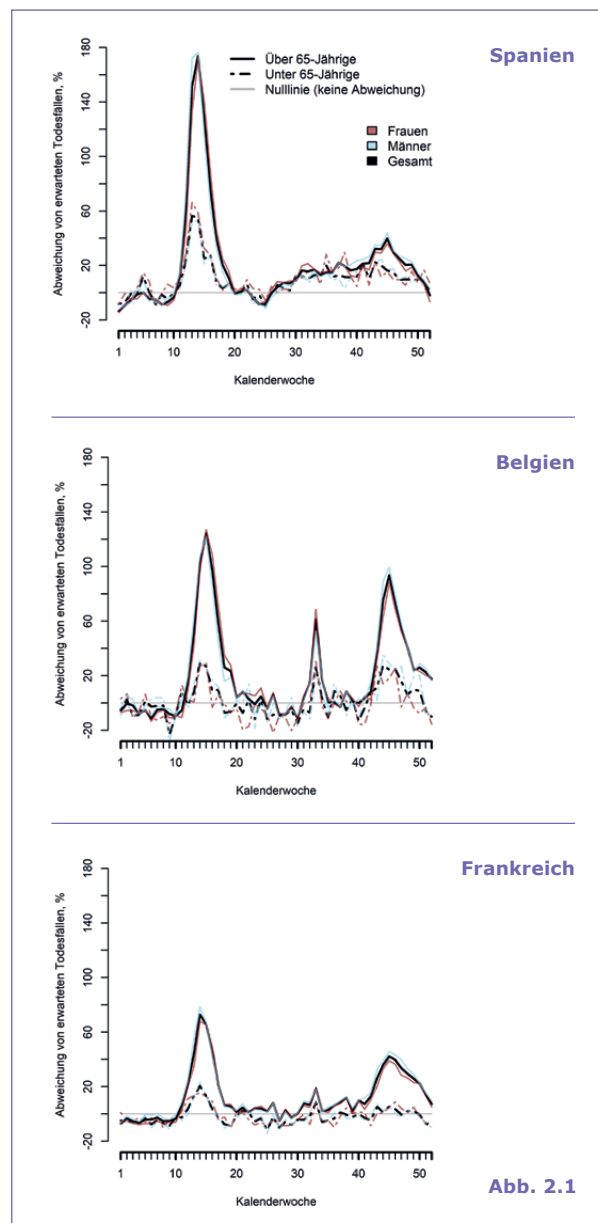 Spanien
Über 65-Jährige
Unter 65-Jährige
Nulllinie (keine Abweichung)
Frauen
Männer
Gesamt
Abweichung von erwarteten Todesfällen, %
180
140
100
60
20
-20
1 10 20 30 40 50
Kalenderwoche
Belgien
Abweichung von erwarteten Todesfällen, %
180
140
100
60
20
-20
1 10 20 30 40 50
Kalenderwoche
Frankreich
Abweichung von erwarteten Todesfällen, %
180
140
100
60
20
-20
1 10 20 30 40 50
Kalenderwoche
Abb. 2.1